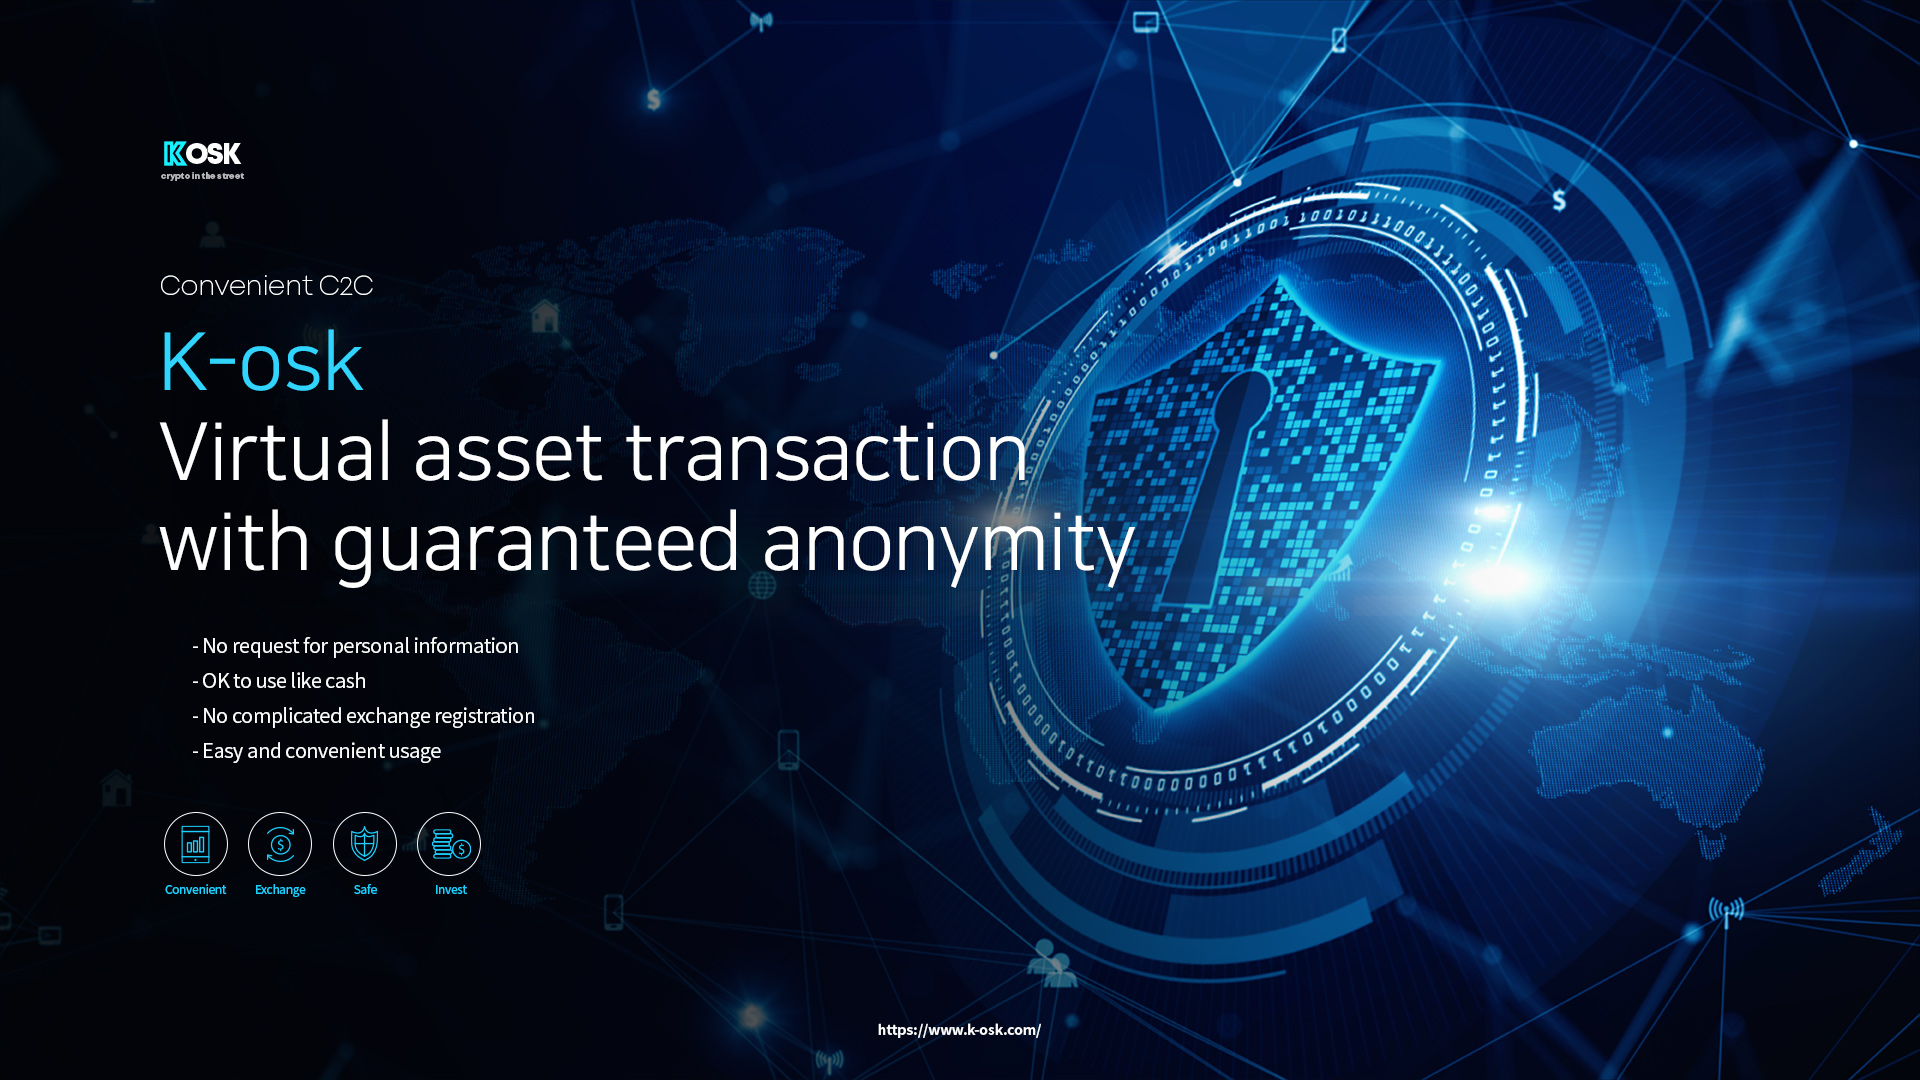 KOSK
crypto in the street
Convenient C2C
K-osk
Virtual asset transaction
with guaranteed anonymity
- No request for personal information
- OK to use like cash
- No complicated exchange registration
- Easy and convenient usage
Convenient Exchange Safe Invest
https://www.k-osk.com/